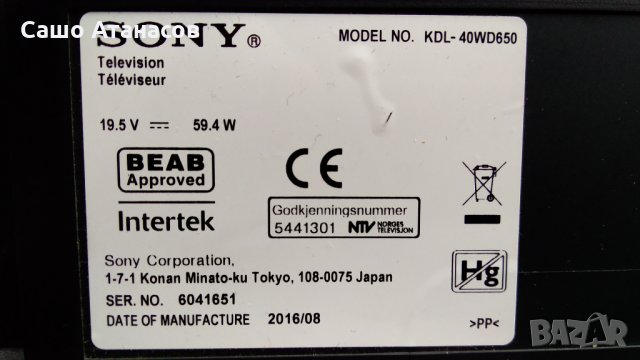 Сашо Атанасов
SONY®
MODEL NO. KDL-40WD650
Television
Téléviseur
19.5 V ⎓ 59.4 W
BEAB
Approved
Intertek
CE
Godkjenningsnummer
5441301 NTV NORGES TELEVISJON
Hg
Sony Corporation,
1-7-1 Konan Minato-ku Tokyo, 108-0075 Japan
SER. NO. 6041651
DATE OF MANUFACTURE 2016/08
>PP<
BAZAR